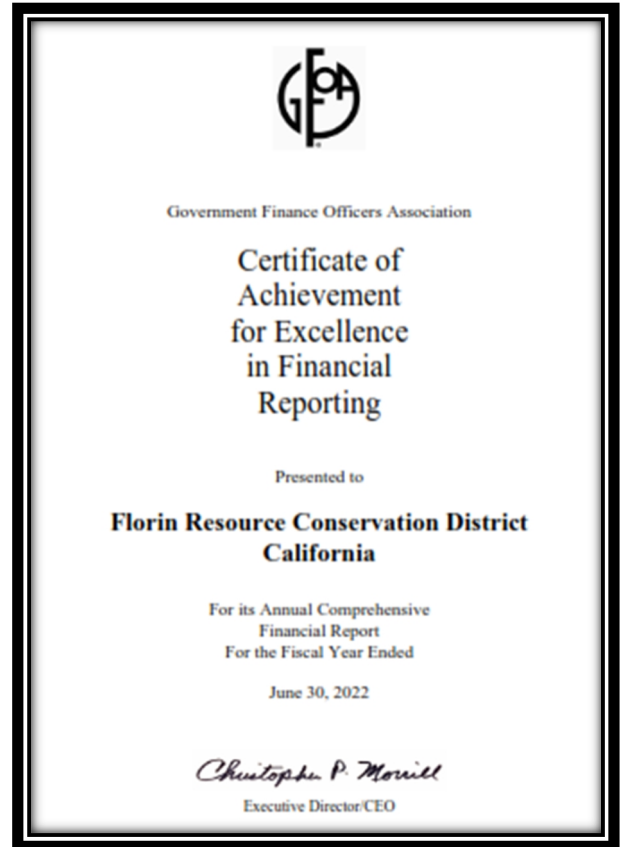 GFOA
Government Finance Officers Association
Certificate of
Achievement
for Excellence
in Financial
Reporting
Presented to
Florin Resource Conservation District
California
For its Annual Comprehensive
Financial Report
For the Fiscal Year Ended
June 30, 2022
Christopher P. Morrill
Executive Director/CEO